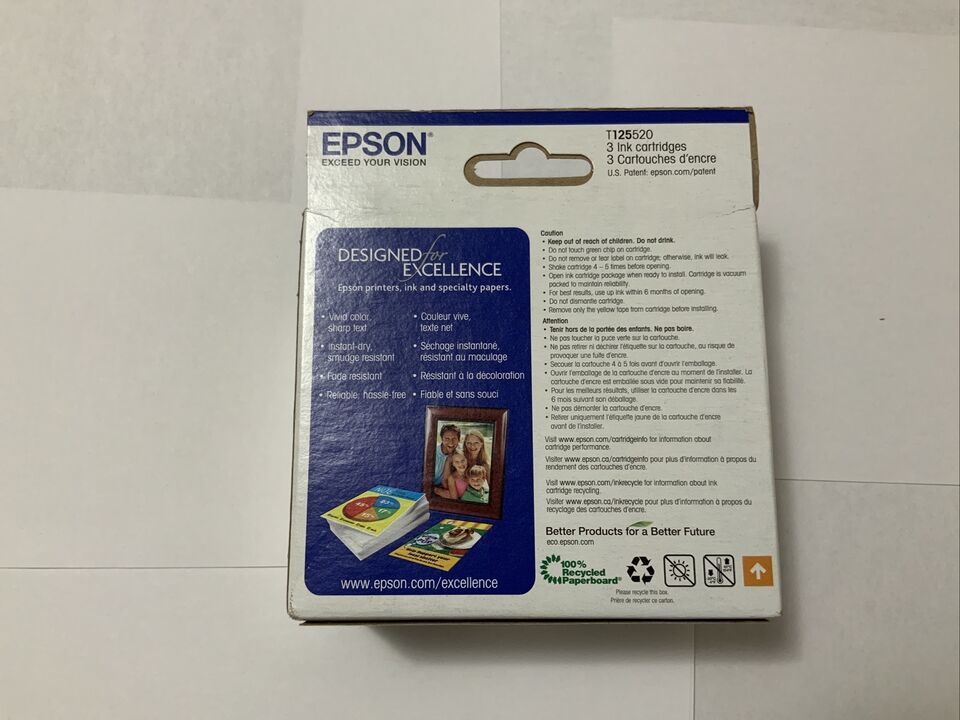 EPSON®
EXCEED YOUR VISION
T125520
3 Ink cartridges
3 Cartouches d'encre
U.S. Patent: epson.com/patent
DESIGNED for
EXCELLENCE
Epson printers, ink and specialty papers.
• Vivid color,
sharp text
• Instant-dry,
smudge resistant
• Fade resistant
• Reliable, hassle-free
• Couleur vive,
texte net
• Séchage instantané,
résistant au maculage
• Résistant à la décoloration
• Fiable et sans souci
www.epson.com/excellence
Caution
• Keep out of reach of children. Do not drink.
• Do not touch green chip on cartridge.
• Do not remove or tear label on cartridge; otherwise, ink will leak.
• Shake cartridge 4 – 5 times before opening.
• Open ink cartridge package when ready to install. Cartridge is vacuum
packed to maintain reliability.
• For best results, use up ink within 6 months of opening.
• Do not dismantle cartridge.
• Remove only the yellow tape from cartridge before installing.
Attention
• Tenir hors de la portée des enfants. Ne pas boire.
• Ne pas toucher la puce verte sur la cartouche.
• Ne pas retirer ni déchirer l'étiquette sur la cartouche, au risque de
provoquer une fuite d'encre.
• Secouer la cartouche 4 à 5 fois avant d'ouvrir l'emballage.
• Ouvrir l'emballage de la cartouche d'encre au moment de l'installer. La
cartouche d'encre est emballée sous vide pour maintenir sa fiabilité.
• Pour les meilleurs résultats, utiliser la cartouche d'encre dans les
6 mois suivant son déballage.
• Ne pas démonter la cartouche d'encre.
• Retirer uniquement l'étiquette jaune de la cartouche d'encre
avant de l'installer.
Visit www.epson.com/cartridgeinfo for information about
cartridge performance.
Visiter www.epson.ca/cartridgeinfo pour plus d'information à propos du
rendement des cartouches d'encre.
Visit www.epson.com/inkrecycle for information about ink
cartridge recycling.
Visiter www.epson.ca/inkrecycle pour plus d'information à propos du
recyclage des cartouches d'encre.
Better Products for a Better Future
eco.epson.com
100%
Recycled
Paperboard®
Please recycle this box.
Prière de recycler ce carton.